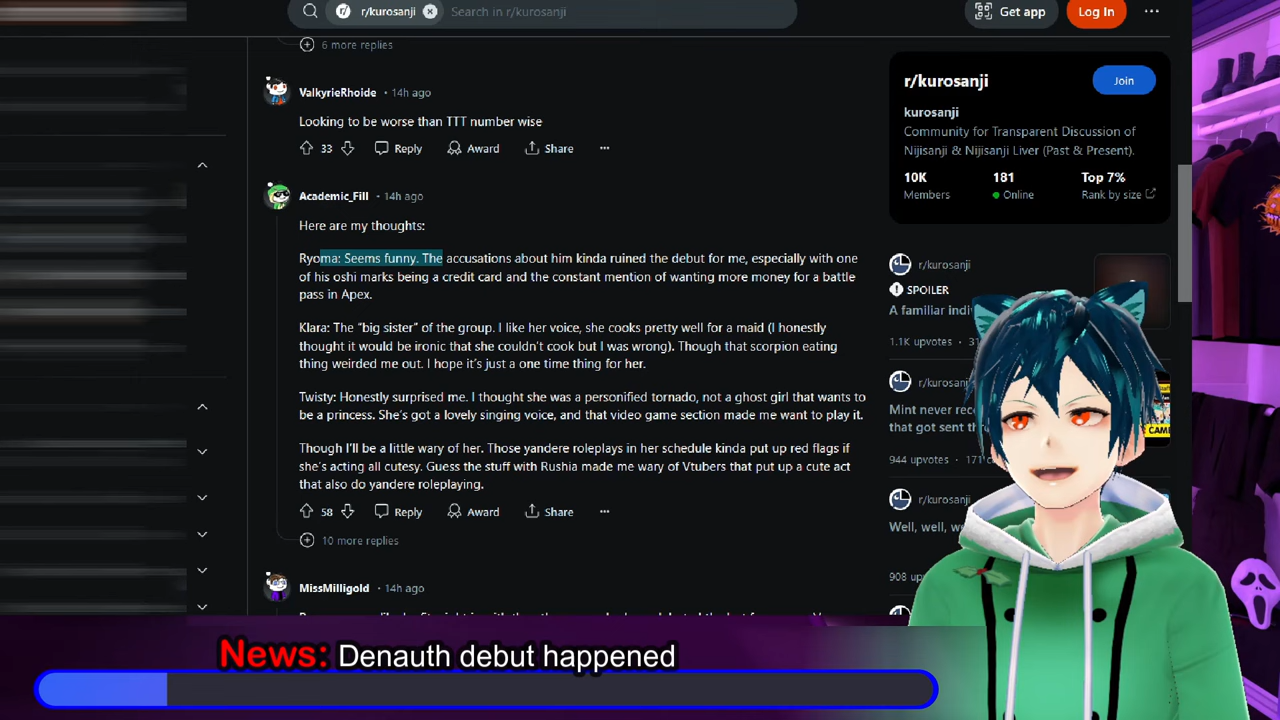 r/kurosanji
Search in r/kurosanji
Get app
Log In
6 more replies
ValkyrieRhoide • 14h ago
Looking to be worse than TTT number wise
33 Reply Award Share
Academic_Fill • 14h ago
Here are my thoughts:
Ryoma: Seems funny. The accusations about him kinda ruined the debut for me, especially with one
of his oshi marks being a credit card and the constant mention of wanting more money for a battle
pass in Apex.
Klara: The “big sister” of the group. I like her voice, she cooks pretty well for a maid (I honestly
thought it would be ironic that she couldn't cook but I was wrong). Though that scorpion eating
thing weirded me out. I hope it's just a one time thing for her.
Twisty: Honestly surprised me. I thought she was a personified tornado, not a ghost girl that wants to
be a princess. She's got a lovely singing voice, and that video game section made me want to play it.
Though I'll be a little wary of her. Those yandere roleplays in her schedule kinda put up red flags if
she's acting all cutesy. Guess the stuff with Rushia made me wary of Vtubers that put up a cute act
that also do yandere roleplaying.
58 Reply Award Share
10 more replies
MissMilligold • 14h ago
r/kurosanji
Join
kurosanji
Community for Transparent Discussion of
Nijisanji & Nijisanji Liver (Past & Present).
10K 181 Top 7%
Members Online Rank by size
r/kurosanji
SPOILER
A familiar indi
1.1K upvotes
r/kurosanji
Mint never rec
that got sent th
944 upvotes
r/kurosanji
Well, well, we
908 up
News: Denauth debut happened